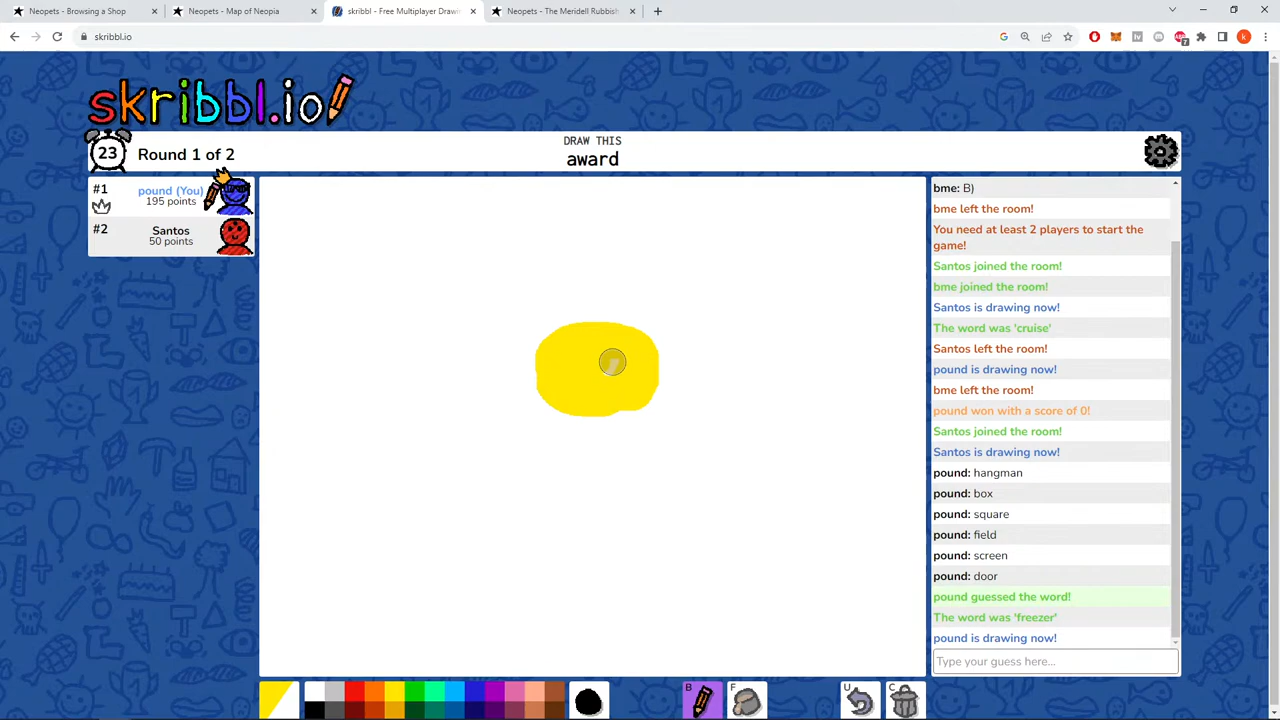 Neopets - Browsing a Shop
Neopets - Map of Neopia
skribbl - Free Multiplayer Drawin
Neopets - The Meridell Rubbish
skribbl.io
skribbl.io
23
Round 1 of 2
DRAW THIS
award
#1
pound (You)
195 points
#2
Santos
50 points
bme: B)
bme left the room!
You need at least 2 players to start the
game!
Santos joined the room!
bme joined the room!
Santos is drawing now!
The word was 'cruise'
Santos left the room!
pound is drawing now!
bme left the room!
pound won with a score of 0!
Santos joined the room!
Santos is drawing now!
pound: hangman
pound: box
pound: square
pound: field
pound: screen
pound: door
pound guessed the word!
The word was 'freezer'
pound is drawing now!
Type your guess here...
B
F
U
C